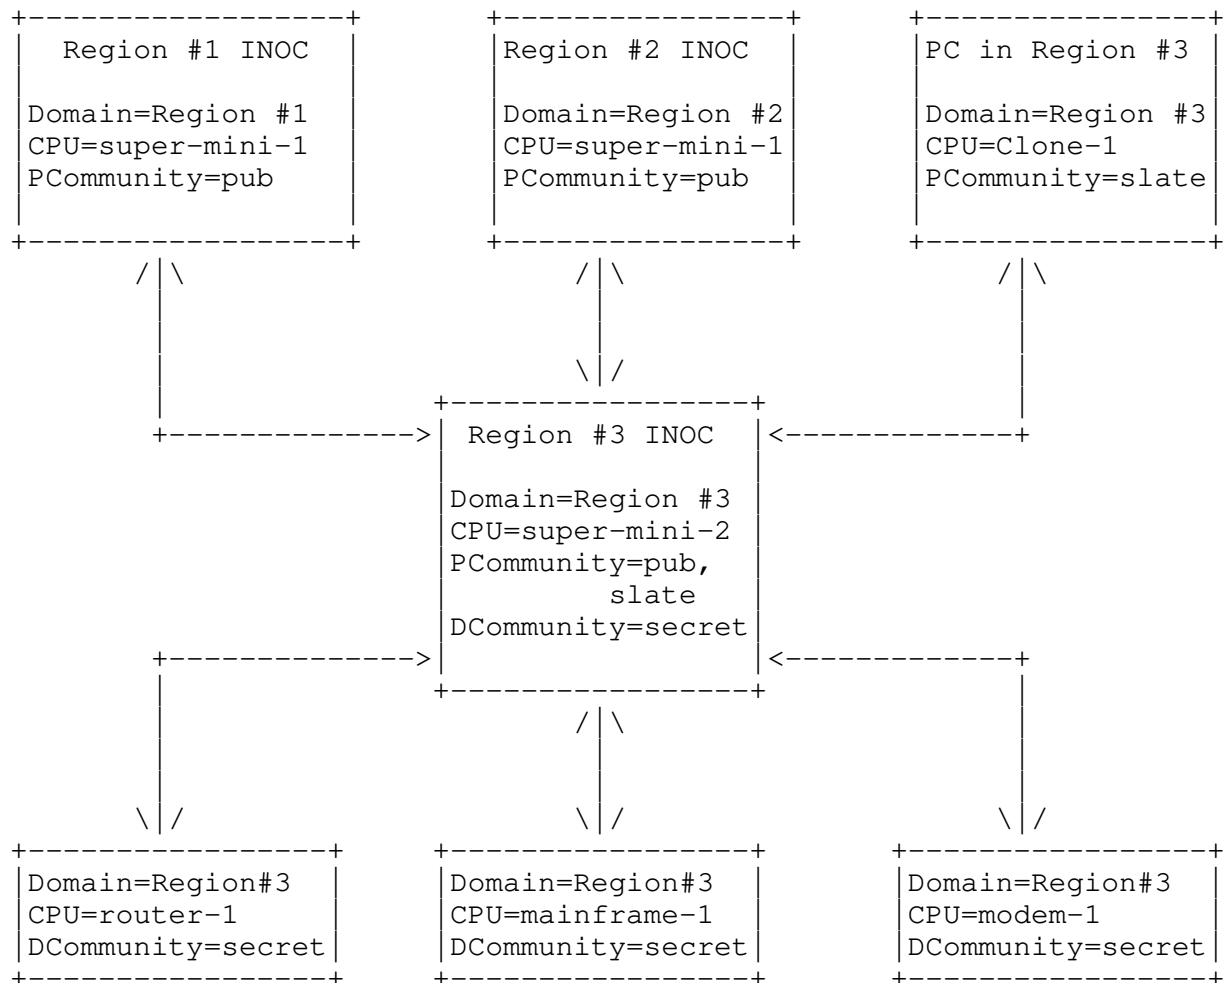 Region #1 INOC
Domain=Region #1
CPU=super-mini-1
PCommunity=pub
Region #2 INOC
Domain=Region #2
CPU=super-mini-1
PCommunity=pub
PC in Region #3
Domain=Region #3
CPU=Clone-1
PCommunity=slate
Region #3 INOC
Domain=Region #3
CPU=super-mini-2
PCommunity=pub,
slate
DCommunity=secret
Domain=Region#3
CPU=router-1
DCommunity=secret
Domain=Region#3
CPU=mainframe-1
DCommunity=secret
Domain=Region#3
CPU=modem-1
DCommunity=secret